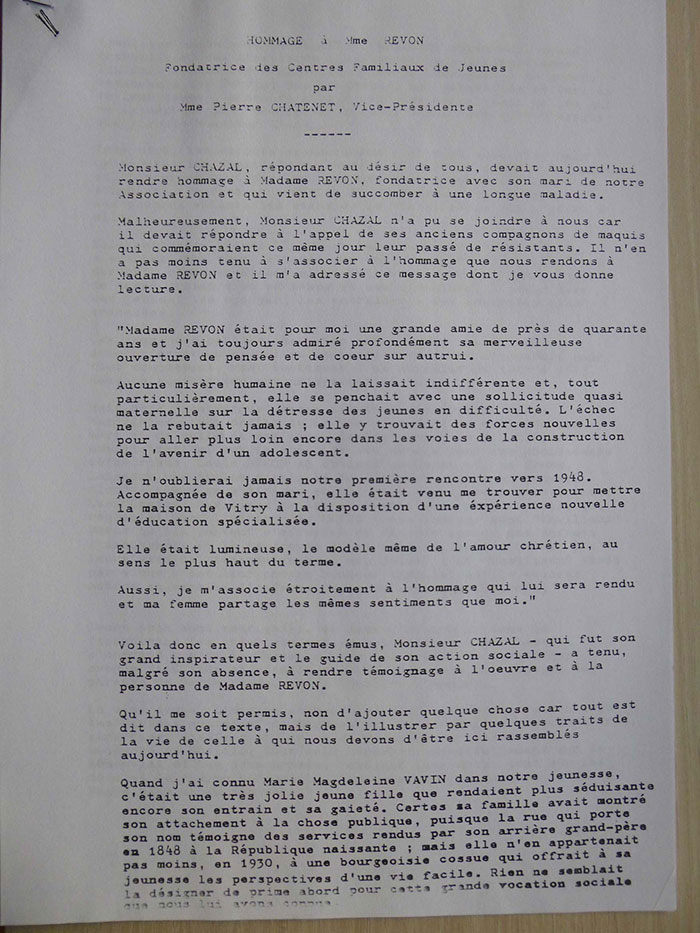 HOMMAGE à Mme REVON
Fondatrice des Centres Familiaux de Jeunes
par
Mme Pierre CHATENET, Vice-Présidente
------
Monsieur CHAZAL, répondant au désir de tous, devait aujourd'hui
rendre hommage à Madame REVON, fondatrice avec son mari de notre
Association et qui vient de succomber à une longue maladie.
Malheureusement, Monsieur CHAZAL n'a pu se joindre à nous car
il devait répondre à l'appel de ses anciens compagnons de maquis
qui commémoraient ce même jour leur passé de résistants. Il n'en
a pas moins tenu à s'associer à l'hommage que nous rendons à
Madame REVON et il m'a adressé ce message dont je vous donne
lecture.
"Madame REVON était pour moi une grande amie de près de quarante
ans et j'ai toujours admiré profondément sa merveilleuse
ouverture de pensée et de coeur sur autrui.
Aucune misère humaine ne la laissait indifférente et, tout
particulièrement, elle se penchait avec une sollicitude quasi
maternelle sur la détresse des jeunes en difficulté. L'échec
ne la rebutait jamais ; elle y trouvait des forces nouvelles
pour aller plus loin encore dans les voies de la construction
de l'avenir d'un adolescent.
Je n'oublierai jamais notre première rencontre vers 1948.
Accompagnée de son mari, elle était venu me trouver pour mettre
la maison de Vitry à la disposition d'une éxpérience nouvelle
d'éducation spécialisée.
Elle était lumineuse, le modèle même de l'amour chrétien, au
sens le plus haut du terme.
Aussi, je m'associe étroitement à l'hommage qui lui sera rendu
et ma femme partage les mêmes sentiments que moi."
Voila donc en quels termes émus, Monsieur CHAZAL - qui fut son
grand inspirateur et le guide de son action sociale - a tenu,
malgré son absence, à rendre témoignage à l'oeuvre et à la
personne de Madame REVON.
Qu'il me soit permis, non d'ajouter quelque chose car tout est
dit dans ce texte, mais de l'illustrer par quelques traits de
la vie de celle à qui nous devons d'être ici rassemblés
aujourd'hui.
Quand j'ai connu Marie Magdeleine VAVIN dans notre jeunesse,
c'était une très jolie jeune fille que rendaient plus séduisante
encore son entrain et sa gaieté. Certes sa famille avait montré
son attachement à la chose publique, puisque la rue qui porte
son nom témoigne des services rendus par son arrière grand-père
en 1848 à la République naissante ; mais elle n'en appartenait
pas moins, en 1930, à une bourgeoisie cossue qui offrait à sa
jeunesse les perspectives d'une vie facile. Rien ne semblait
la désigner de prime abord pour cette grande vocation sociale
que nous lui avons connue.